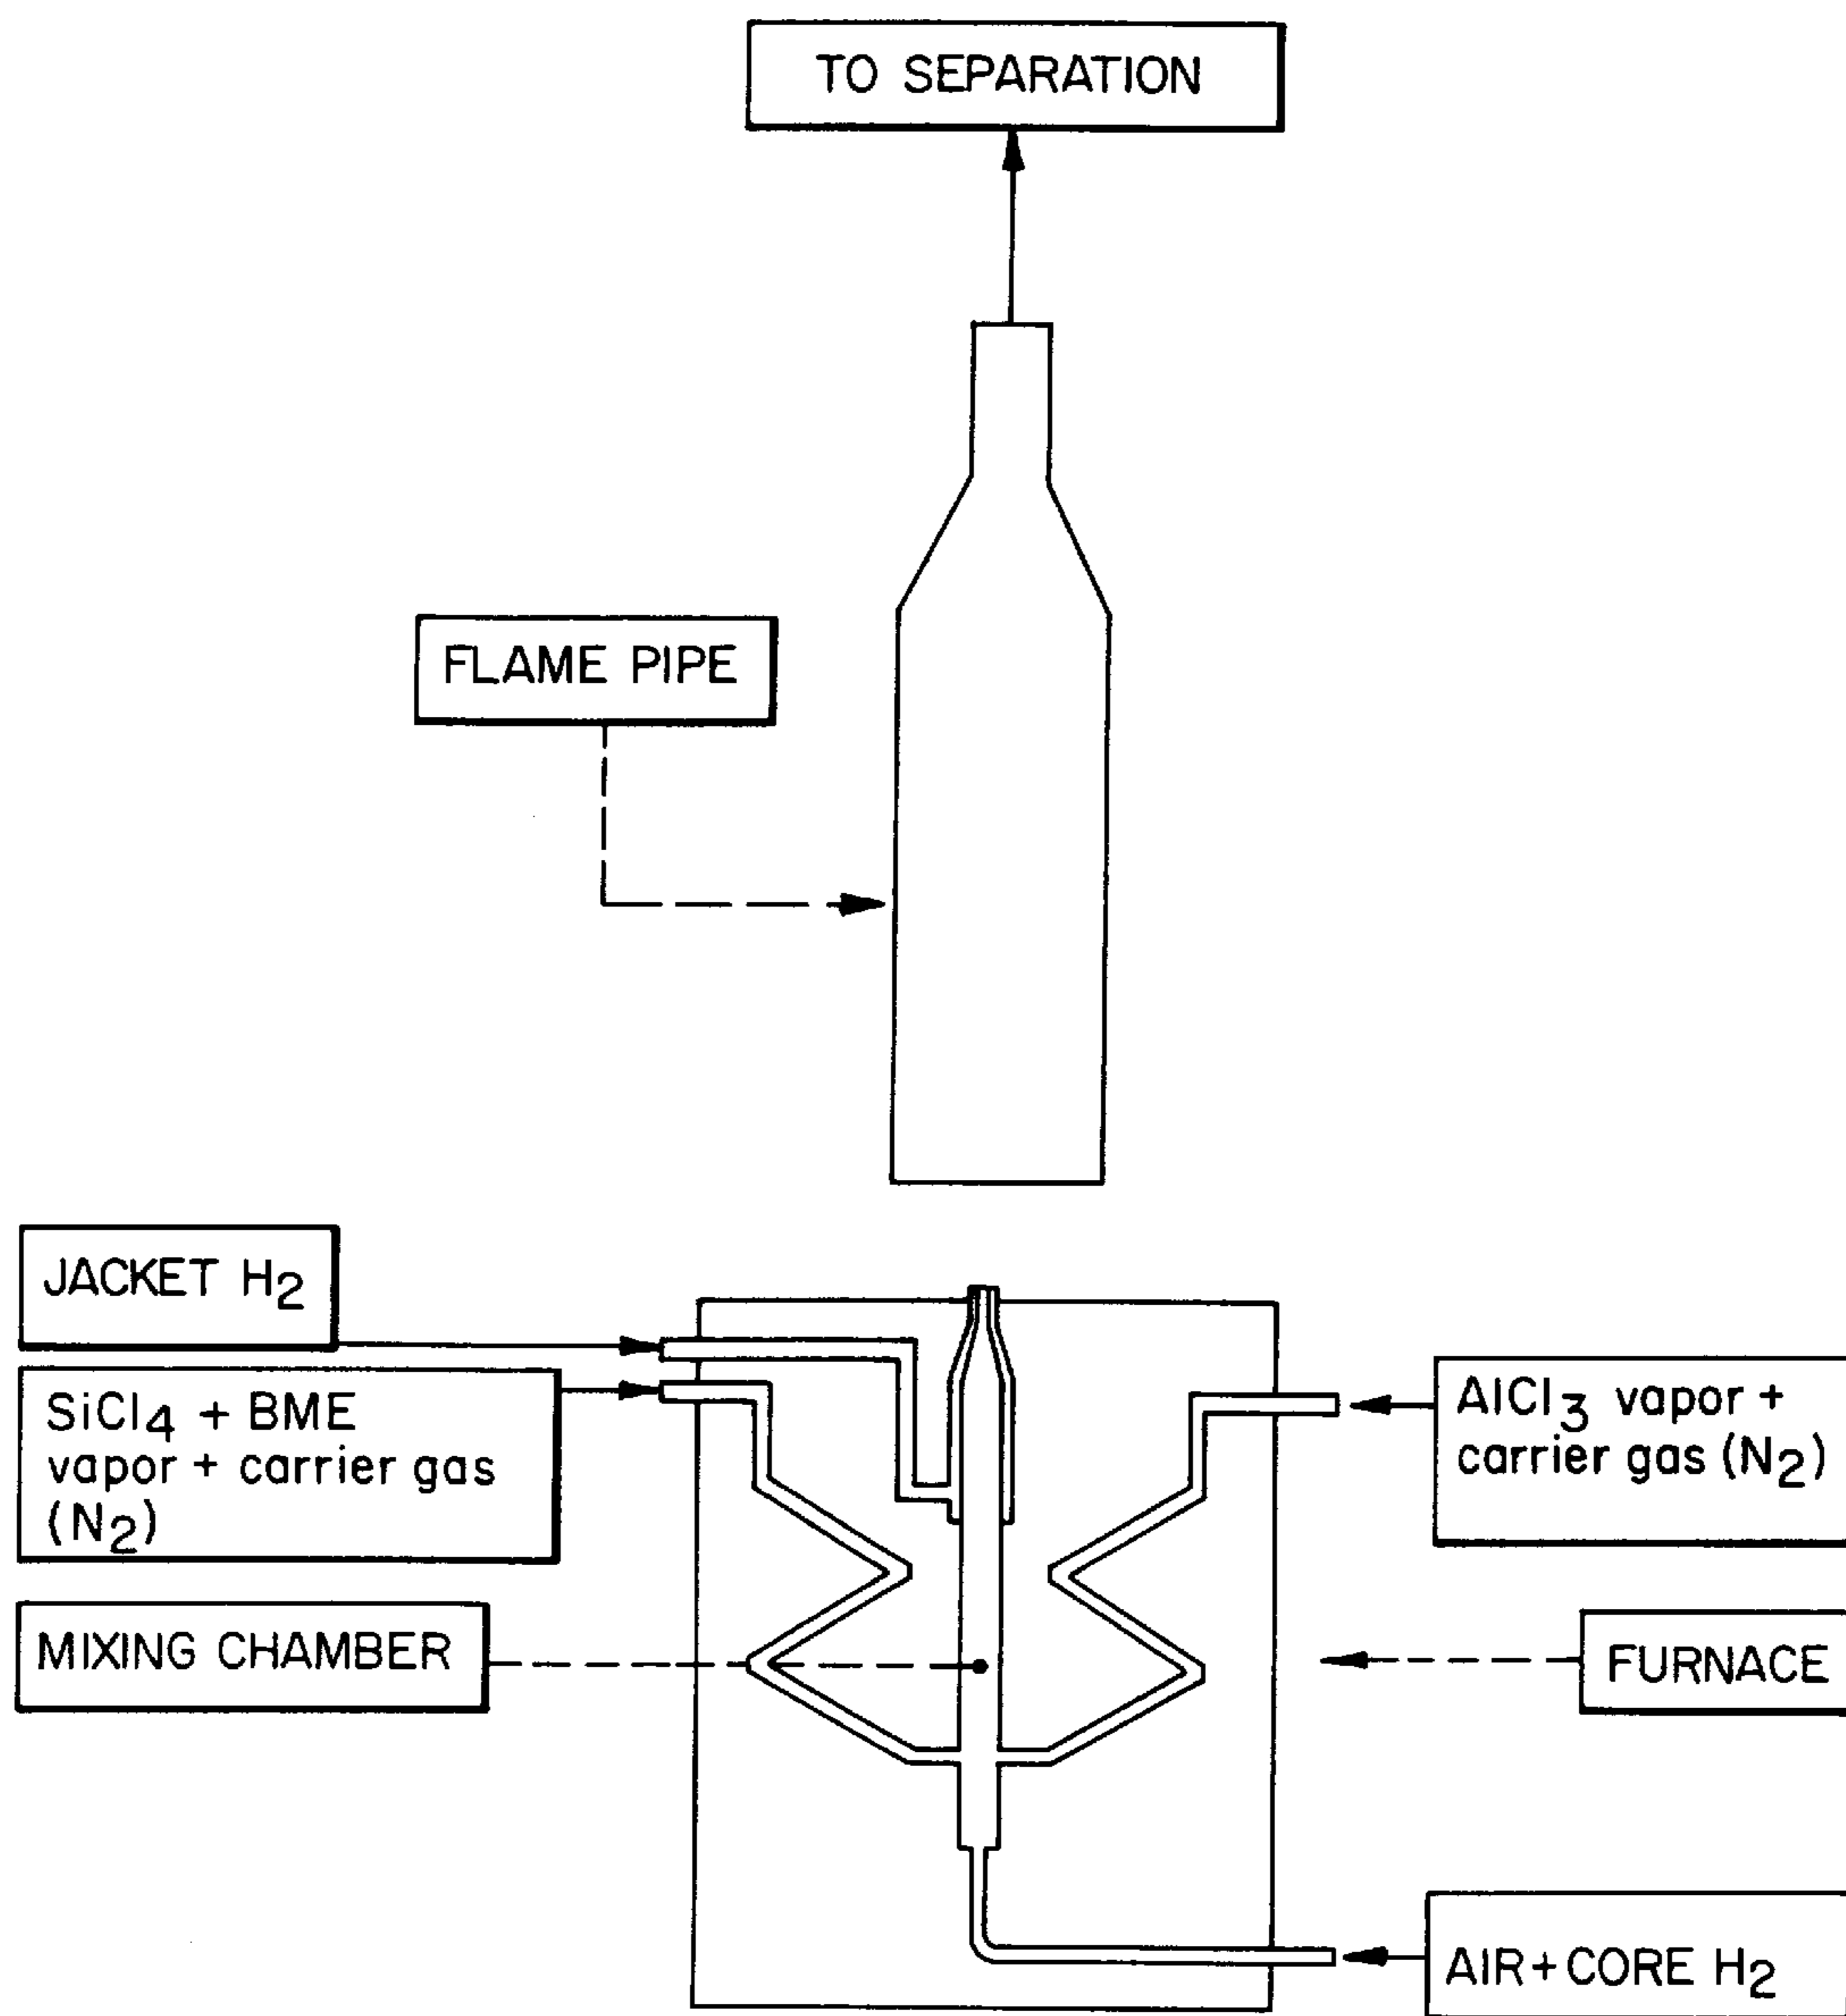 TO SEPARATION
FLAME PIPE
JACKET H2
SiCl4 + BME
vapor + carrier gas
(N2)
AlCl3 vapor +
carrier gas (N2)
MIXING CHAMBER
FURNACE
AIR+CORE H2